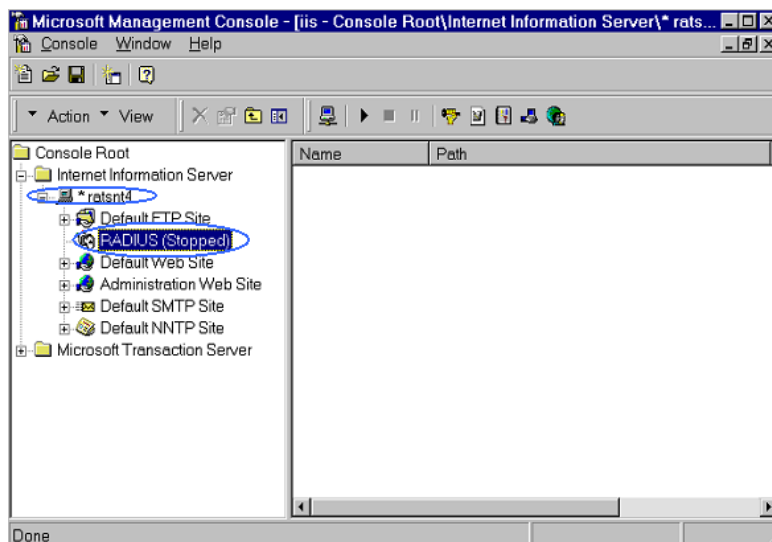 Microsoft Management Console - [iis - Console Root\Internet Information Server\* rats...
Console Window Help
Action View
Console Root
Name Path
Internet Information Server
* ratsnt4
Default FTP Site
RADIUS (Stopped)
Default Web Site
Administration Web Site
Default SMTP Site
Default NNTP Site
Microsoft Transaction Server
Done